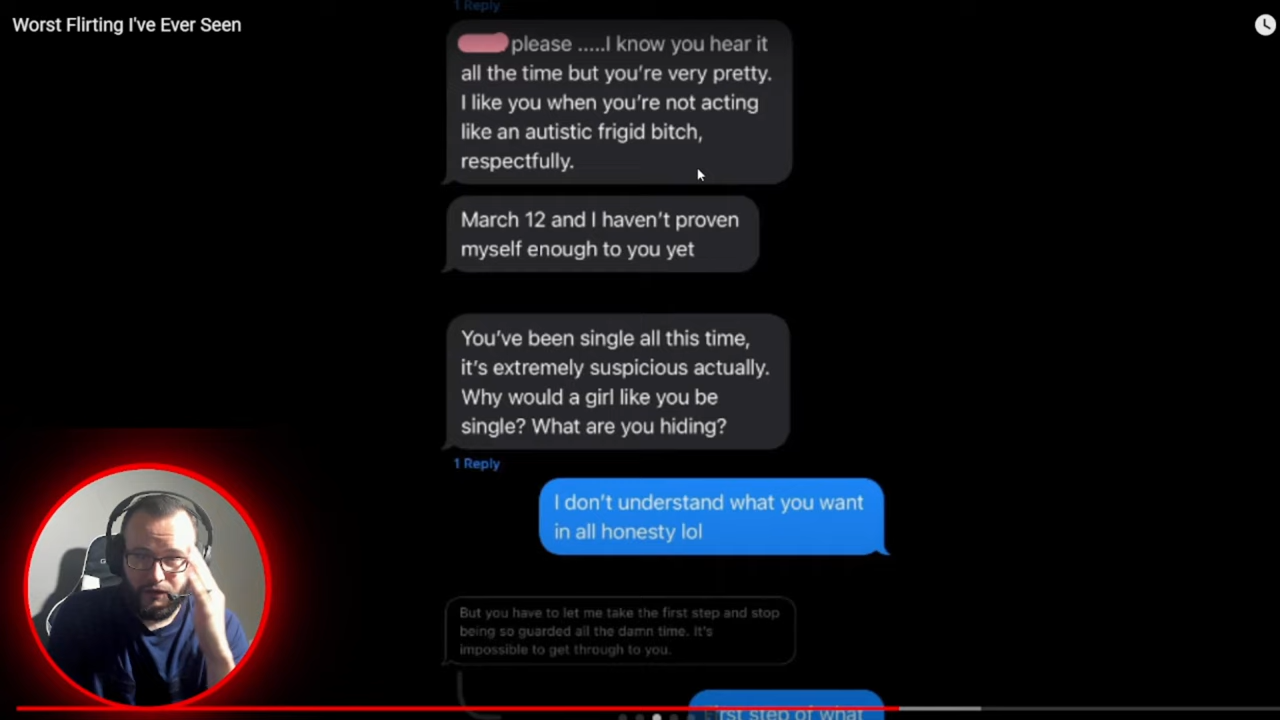 Worst Flirting I've Ever Seen
1 Reply
please .....I know you hear it
all the time but you're very pretty.
I like you when you're not acting
like an autistic frigid bitch,
respectfully.
March 12 and I haven't proven
myself enough to you yet
You've been single all this time,
it's extremely suspicious actually.
Why would a girl like you be
single? What are you hiding?
1 Reply
I don't understand what you want
in all honesty lol
But you have to let me take the first step and stop
being so guarded all the damn time. It's
impossible to get through to you.
First step of what